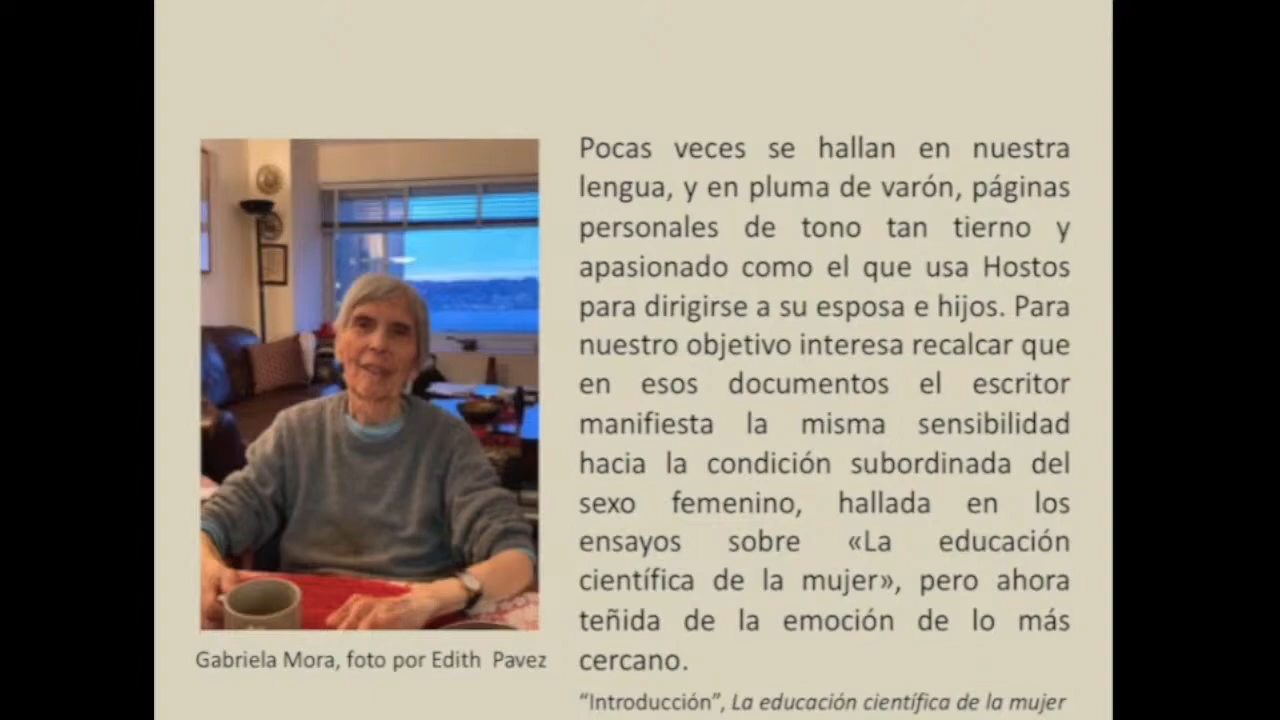 Pocas veces se hallan en nuestra
lengua, y en pluma de varón, páginas
personales de tono tan tierno y
apasionado como el que usa Hostos
para dirigirse a su esposa e hijos. Para
nuestro objetivo interesa recalcar que
en esos documentos el escritor
manifiesta la misma sensibilidad
hacia la condición subordinada del
sexo femenino, hallada en los
ensayos sobre «La educación
científica de la mujer», pero ahora
teñida de la emoción de lo más
cercano.
Gabriela Mora, foto por Edith Pavez
“Introducción”, La educación científica de la mujer